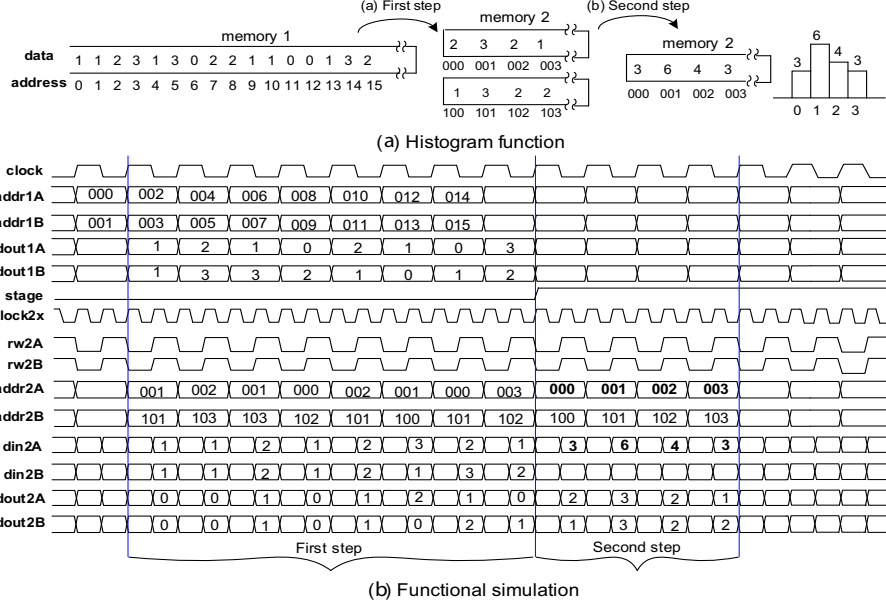 (a) First step
(b) Second step
memory 1
memory 2
memory 2
data 1 1 2 3 1 3 0 2 2 1 1 0 0 1 3 2
address 0 1 2 3 4 5 6 7 8 9 10 11 12 13 14 15
2 3 2 1
000 001 002 003
1 3 2 2
100 101 102 103
3 6 4 3
000 001 002 003
3 6 4 3
0 1 2 3
(a) Histogram function
clock
addr1A 000 002 004 006 008 010 012 014
addr1B 001 003 005 007 009 011 013 015
dout1A 1 2 1 0 2 1 0 3
dout1B 1 3 3 2 1 0 1 2
stage
lock2x
rw2A
rw2B
addr2A 001 002 001 000 002 001 000 003 000 001 002 003
addr2B 101 103 103 102 101 100 101 102 100 101 102 103
din2A 1 1 2 1 2 3 2 1 3 6 4 3
din2B 1 1 2 1 2 1 3 2
dout2A 0 0 1 0 1 2 1 0 2 3 2 1
dout2B 0 0 1 0 1 0 2 1 1 3 2 2
First step
Second step
(b) Functional simulation